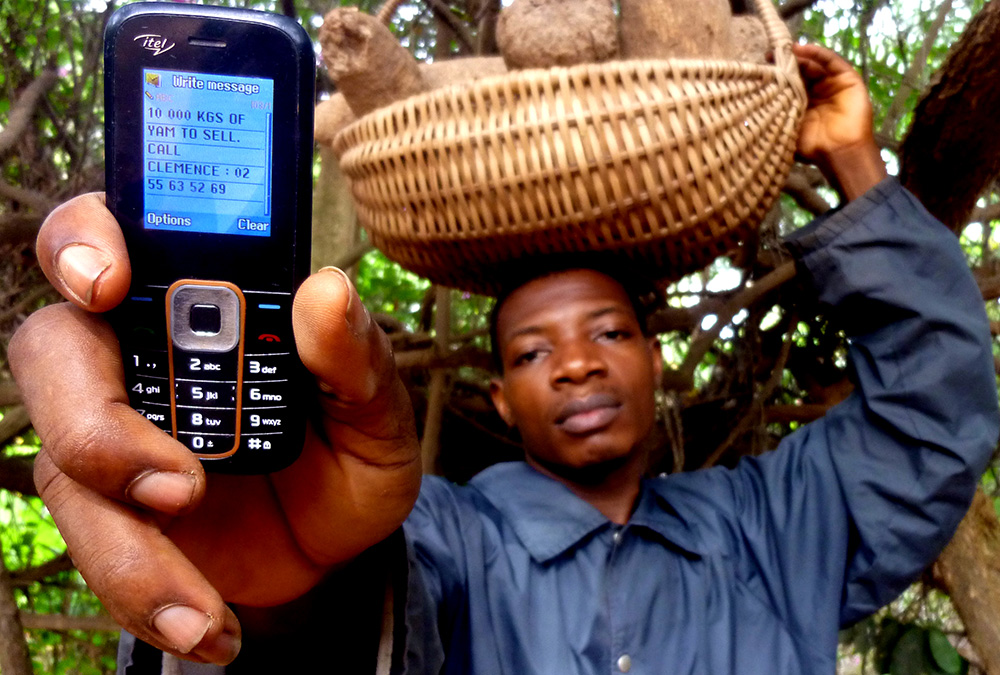 itel
Write message
10 000 KGS OF
YAM TO SELL.
CALL
CLEMENCE : 02
55 63 52 69
Options Clear
1 ., 2 abc 3 def
4 ghi 5 jkl 6 mno
7 pqrs 8 tuv 9 wxyz
0 #